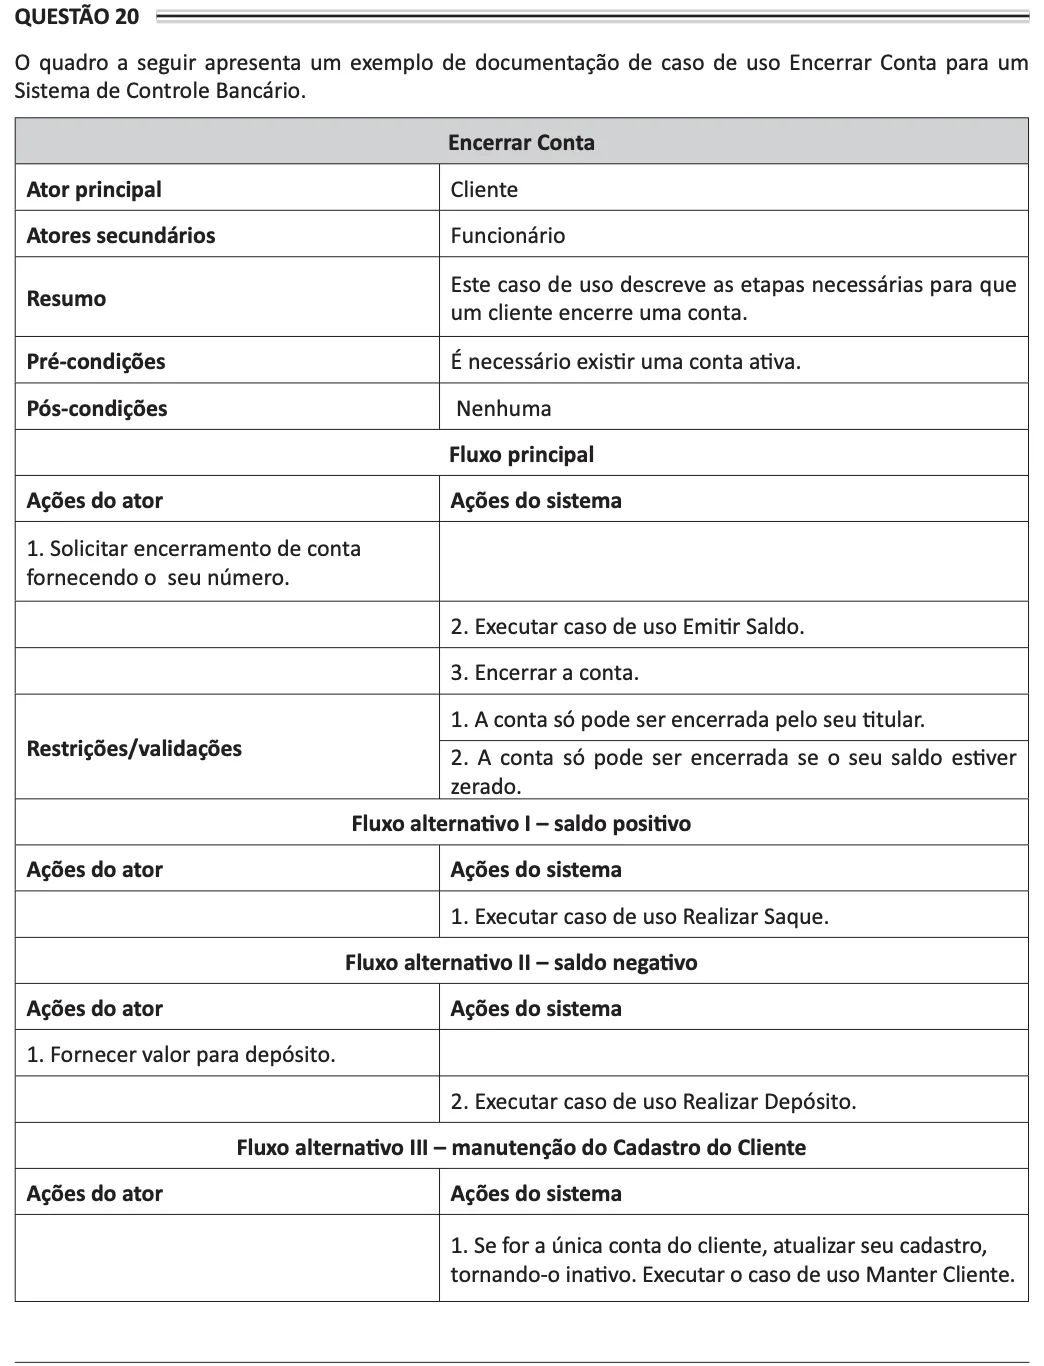 QUESTÃO 20
O quadro a seguir apresenta um exemplo de documentação de caso de uso Encerrar Conta para um
Sistema de Controle Bancário.
Encerrar Conta
Ator principal
Cliente
Atores secundários
Funcionário
Resumo
Este caso de uso descreve as etapas necessárias para que
um cliente encerre uma conta.
Pré-condições
É necessário existir uma conta ativa.
Pós-condições
Nenhuma
Fluxo principal
Ações do ator
Ações do sistema
1. Solicitar encerramento de conta
fornecendo o seu número.
2. Executar caso de uso Emitir Saldo.
3. Encerrar a conta.
Restrições/validações
1. A conta só pode ser encerrada pelo seu titular.
2. A conta só pode ser encerrada se o seu saldo estiver
zerado.
Fluxo alternativo I – saldo positivo
Ações do ator
Ações do sistema
1. Executar caso de uso Realizar Saque.
Fluxo alternativo II – saldo negativo
Ações do ator
Ações do sistema
1. Fornecer valor para depósito.
2. Executar caso de uso Realizar Depósito.
Fluxo alternativo III – manutenção do Cadastro do Cliente
Ações do ator
Ações do sistema
1. Se for a única conta do cliente, atualizar seu cadastro,
tornando-o inativo. Executar o caso de uso Manter Cliente.